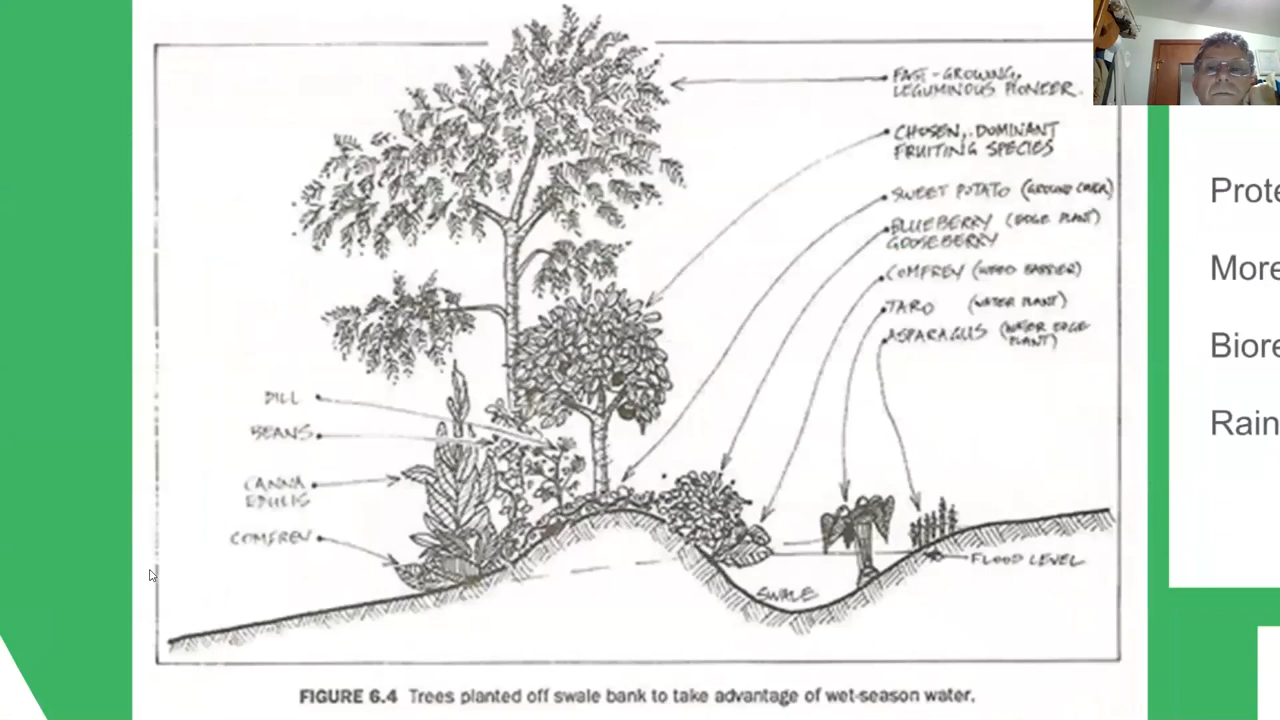 FAST-GROWING,
LEGUMINOUS PIONEER.
CHOSEN, DOMINANT
FRUITING SPECIES
SWEET POTATO (GROUND COVER)
BLUEBERRY (EDGE PLANT)
GOOSEBERRY
COMFREY (WEED BARRIER)
TARO (WATER PLANT)
ASPARAGUS (WATER EDGE
PLANT)
DILL
BEANS
CANNA
EDULIS
COMFREY
FLOOD LEVEL
SWALE
FIGURE 6.4 Trees planted off swale bank to take advantage of wet-season water.
Prote
More
Biore
Rain